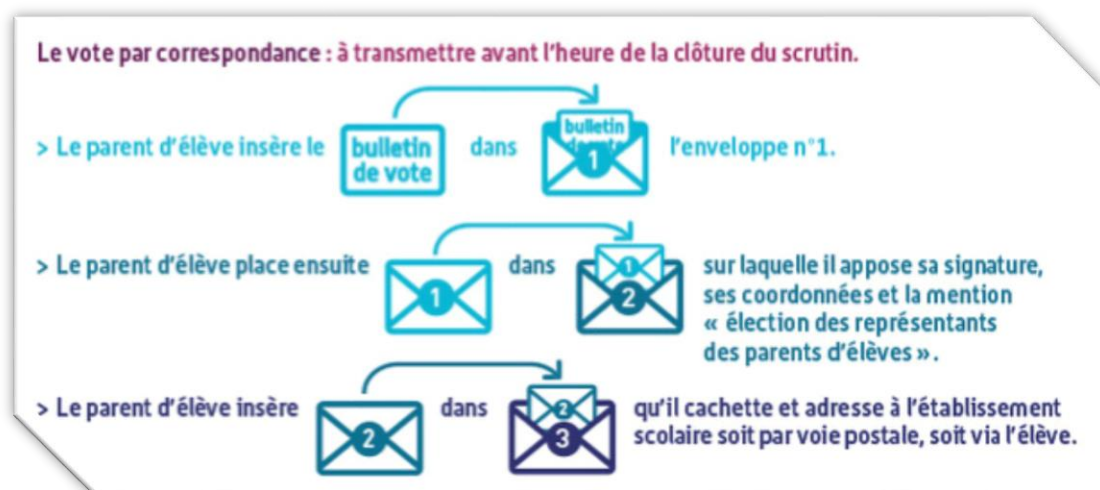 Le vote par correspondance : à transmettre avant l'heure de la clôture du scrutin.
> Le parent d'élève insère le bulletin de vote dans bulletin 1 l'enveloppe n°1.
> Le parent d'élève place ensuite 1 dans 1 2 sur laquelle il appose sa signature,
ses coordonnées et la mention
« élection des représentants
des parents d'élèves ».
> Le parent d'élève insère 2 dans 2 3 qu'il cachette et adresse à l'établissement
scolaire soit par voie postale, soit via l'élève.